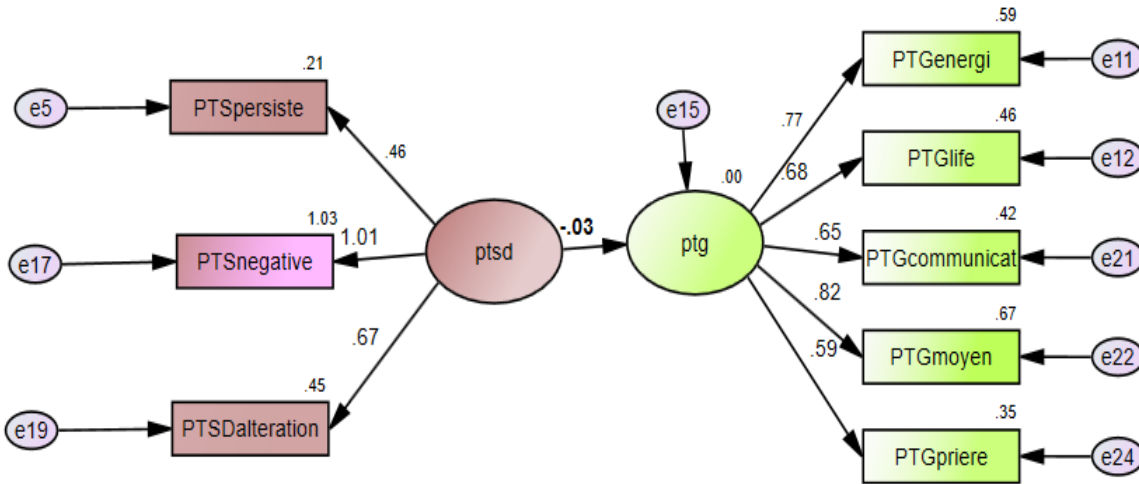 .59
e11
PTGenergi
.21
e5
PTSpersiste
e15
.77
.46
e12
PTGlife
.46
.68
.00
.42
1.03
-.03
.65
e17
PTSnegative
1.01
ptsd
ptg
PTGcommunicat
e21
.82
.67
.67
.59
PTGmoyen
e22
.45
e19
PTSDalteration
.35
PTGpriere
e24